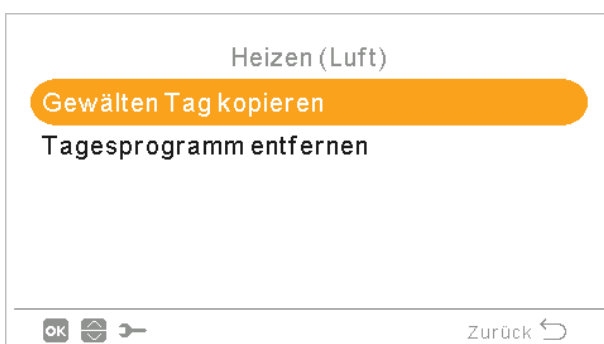 Heizen (Luft)
Gewälten Tag kopieren
Tagesprogramm entfernen
OK Zurück